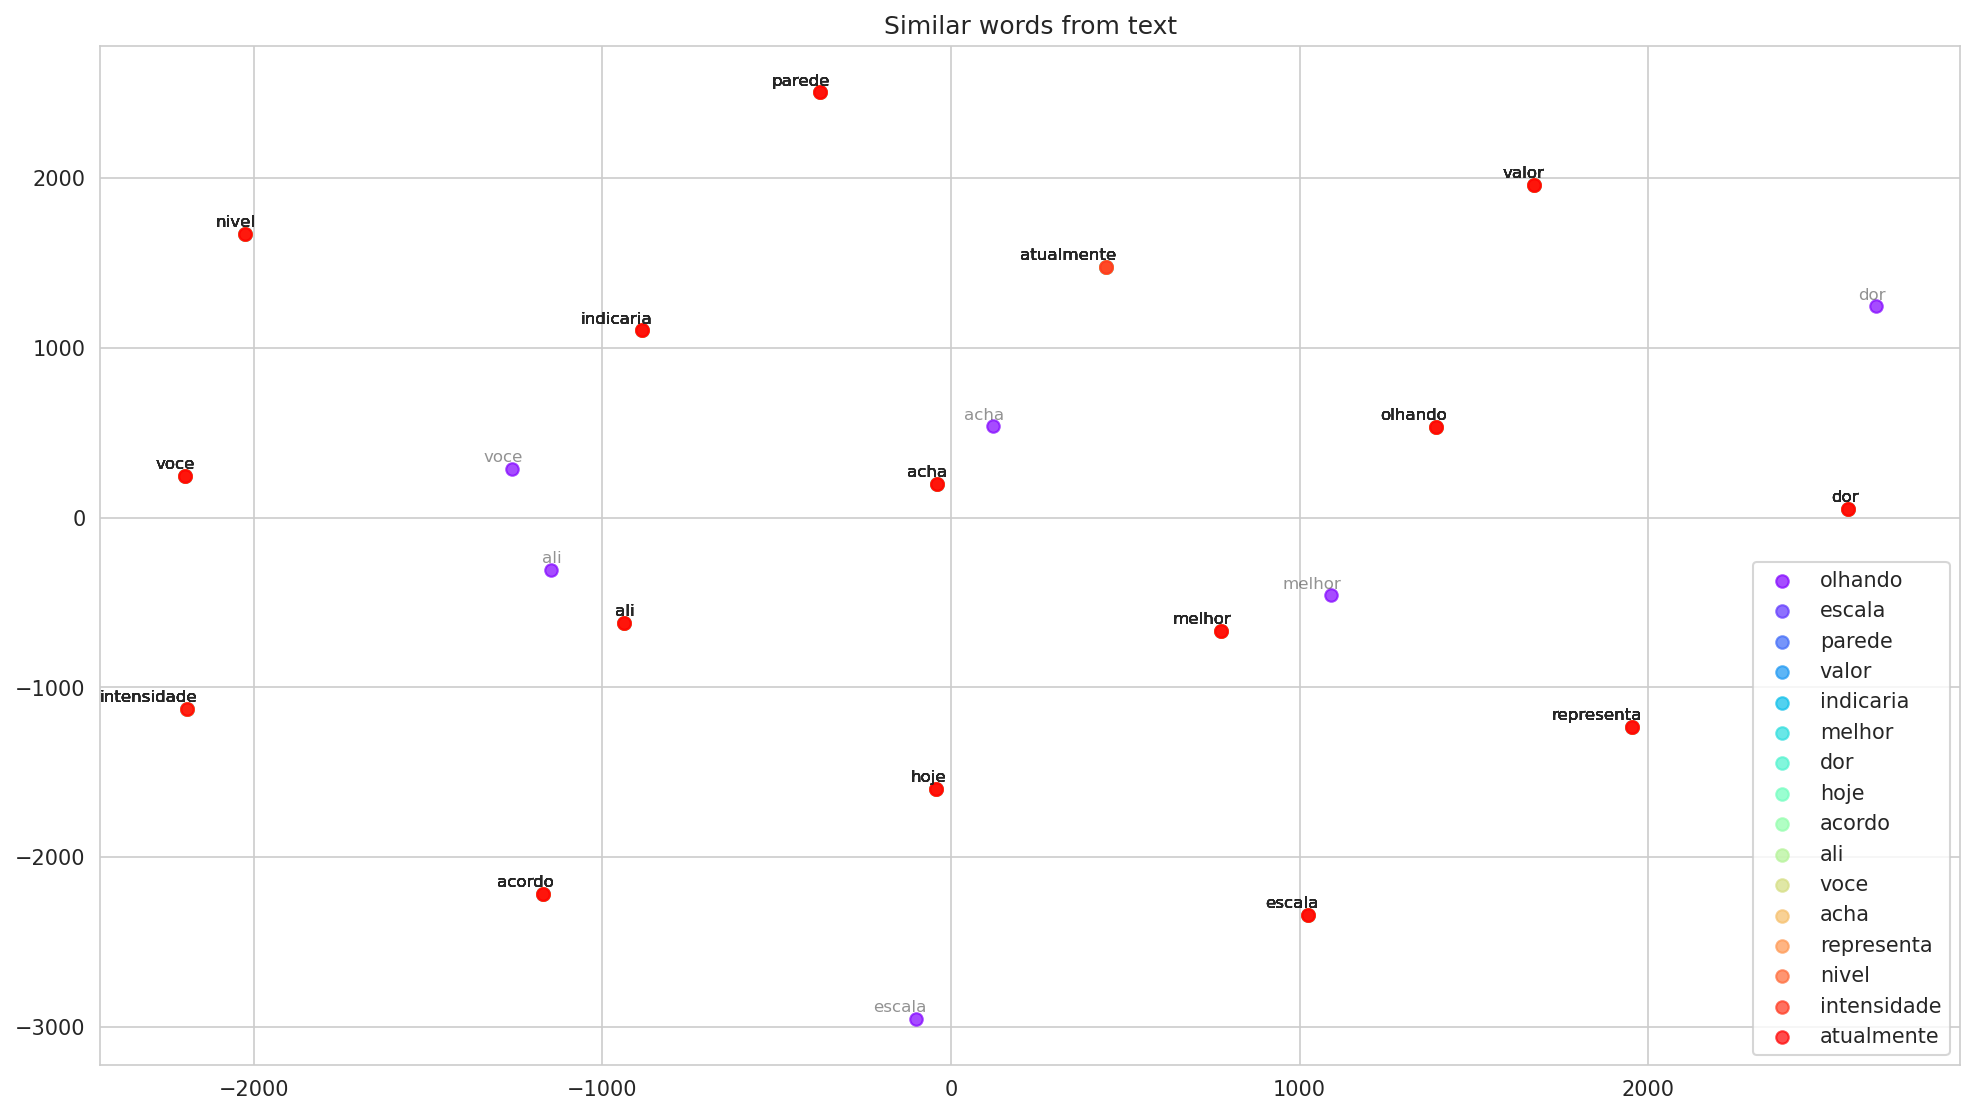 Similar words from text
parede
valor
nivel
atualmente
dor
indicaria
acha
olhando
voce
voce
acha
dor
ali
melhor
ali
melhor
intensidade
representa
hoje
acordo
escala
escala
2000
1000
0
−1000
−2000
−3000
−2000
−1000
0
1000
2000
olhando
escala
parede
valor
indicaria
melhor
dor
hoje
acordo
ali
voce
acha
representa
nivel
intensidade
atualmente